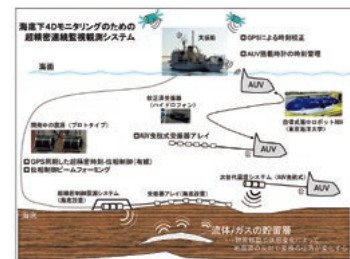 海底下4Dモニタリングのための
超精密連続監視観測システム
支援船
GPSによる時刻校正
AUV搭載時計の時刻管理
海面
AUV
校正済受振器
(ハイドロフォン)
開発中の震源(プロトタイプ)
自律式海中ロボットAUV
(東京海洋大学)
AUV曳航式受振器アレイ
AUV
GPS同期した超精密時刻・位相制御(有線)
位相制御ビームフォーミング
次世代震源システム(AUV曳航式)
超精密制御震源システム
(海底設置)
受振器アレイ(海底設置)
AUV
海底
流体/ガスの貯留層